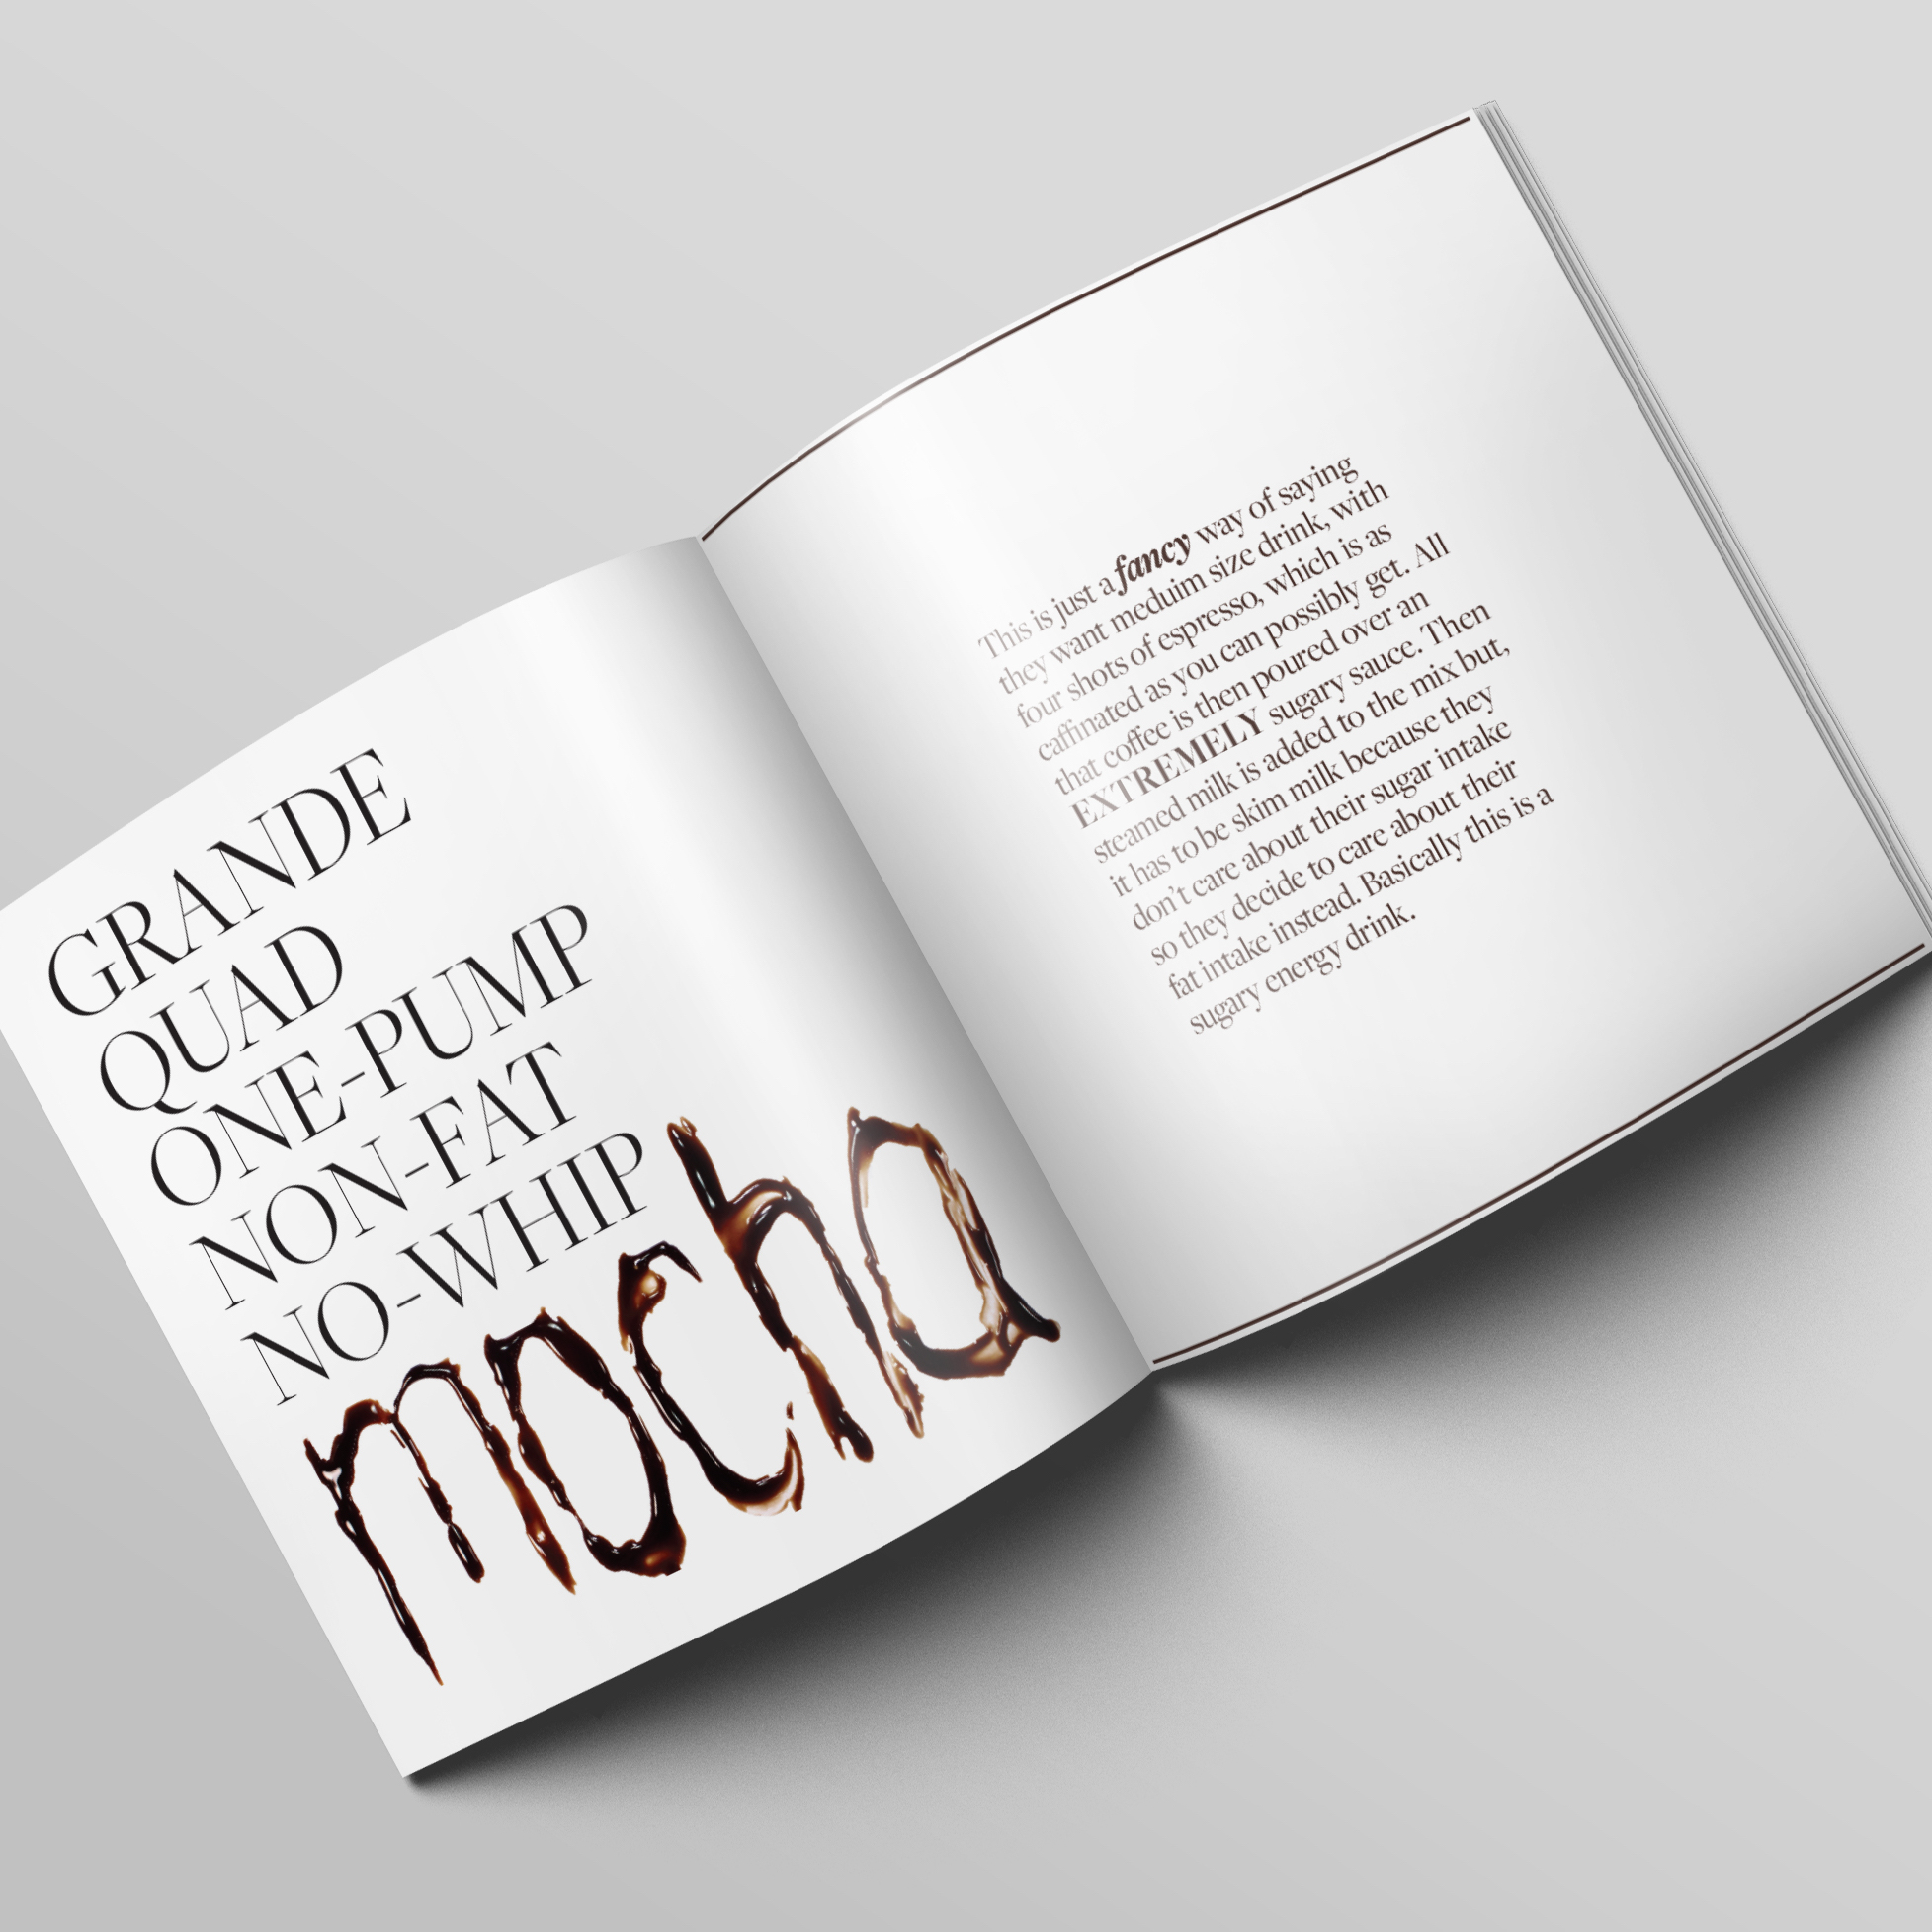 GRANDE
QUAD
ONE-PUMP
NON-FAT
NO-WHIP
mocha
This is just a fancy way of saying
they want meduim size drink, with
four shots of espresso, which is as
caffinated as you can possibly get. All
that coffee is then poured over an
EXTREMELY sugary sauce. Then
steamed milk is added to the mix but,
it has to be skim milk because they
don't care about their sugar intake
so they decide to care about their
fat intake instead. Basically this is a
sugary energy drink.